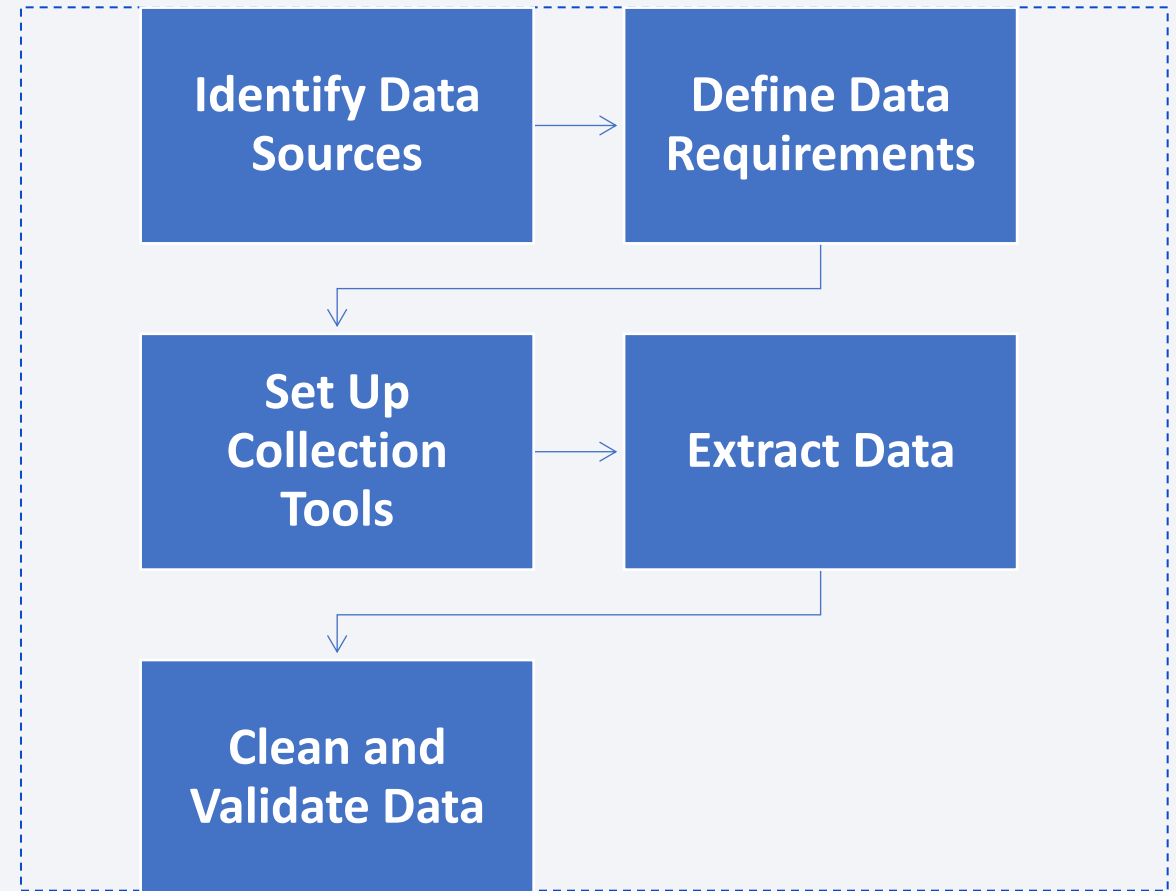 Identify Data
Sources
Define Data
Requirements
Set Up
Collection
Tools
Extract Data
Clean and
Validate Data